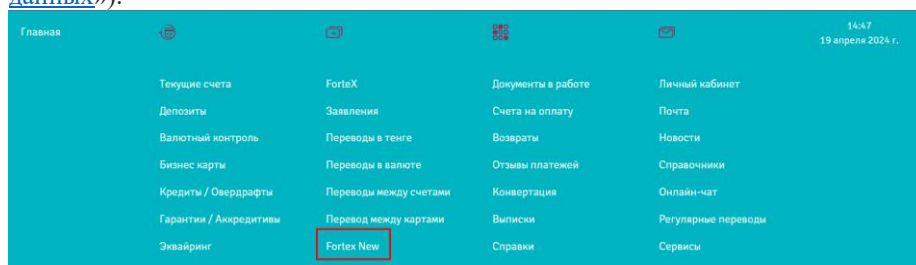 данных»).
Главная
14:47
19 апреля 2024 г.
Текущие счета
ForteX
Документы в работе
Личный кабинет
Депозиты
Заявления
Счета на оплату
Почта
Валютный контроль
Переводы в тенге
Возвраты
Новости
Бизнес карты
Переводы в валюте
Отзывы платежей
Справочники
Кредиты / Овердрафты
Переводы между счетами
Конвертация
Онлайн-чат
Гарантии / Аккредитивы
Перевод между картами
Выписки
Регулярные переводы
Эквайринг
Fortex New
Справки
Сервисы